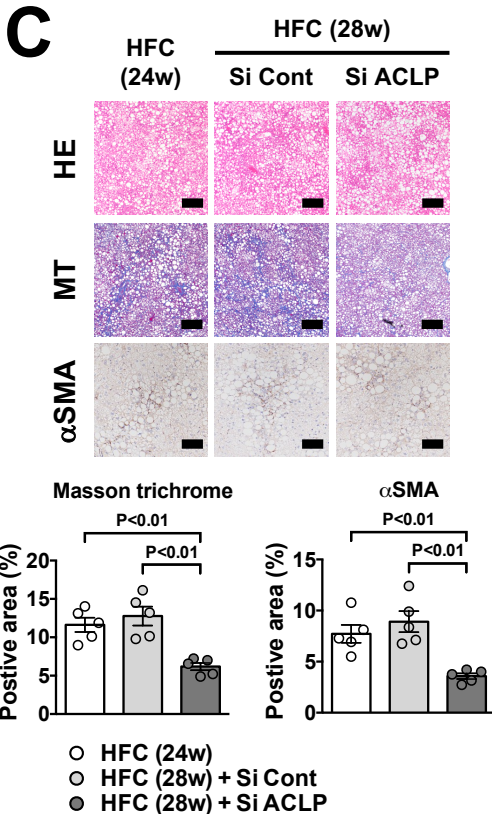 C
HFC
(24w)
HFC (28w)
Si Cont
Si ACLP
HE
MT
αSMA
Masson trichrome
P<0.01
P<0.01
Postive area (%)
20
15
10
5
0
αSMA
P<0.01
P<0.01
Postive area (%)
15
10
5
0
HFC (24w)
HFC (28w) + Si Cont
HFC (28w) + Si ACLP